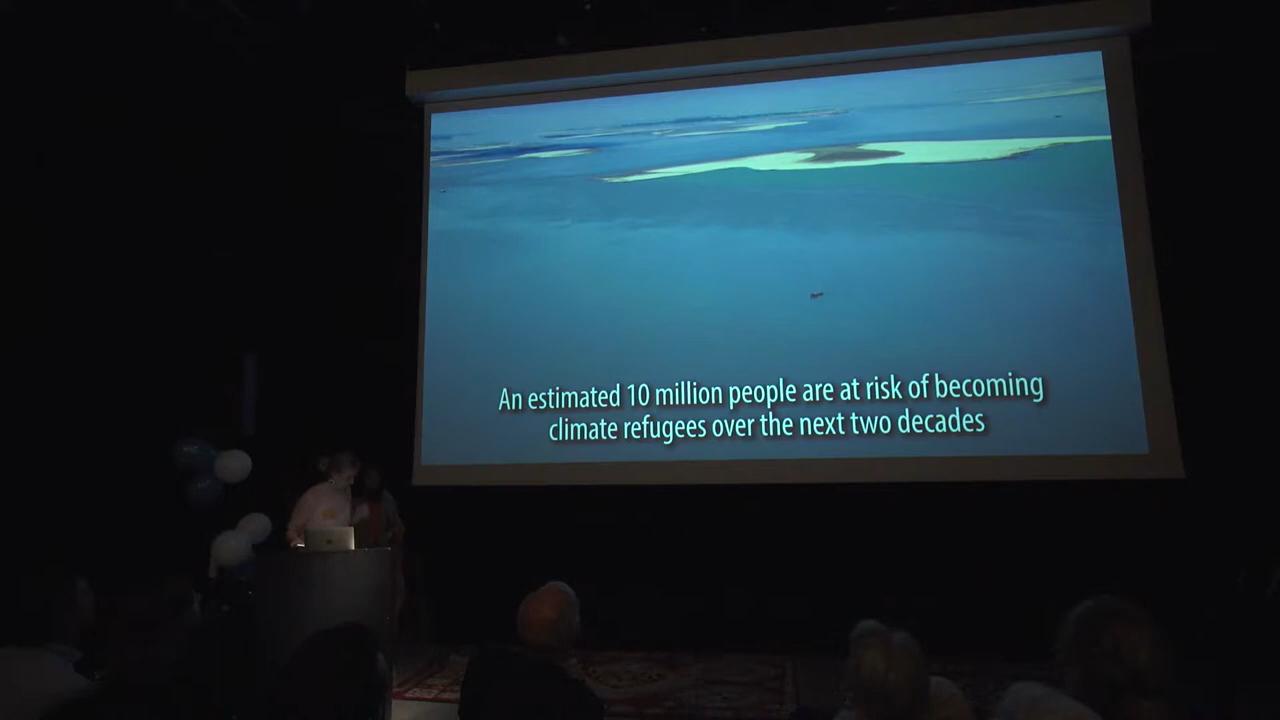 An estimated 10 million people are at risk of becoming
climate refugees over the next two decades